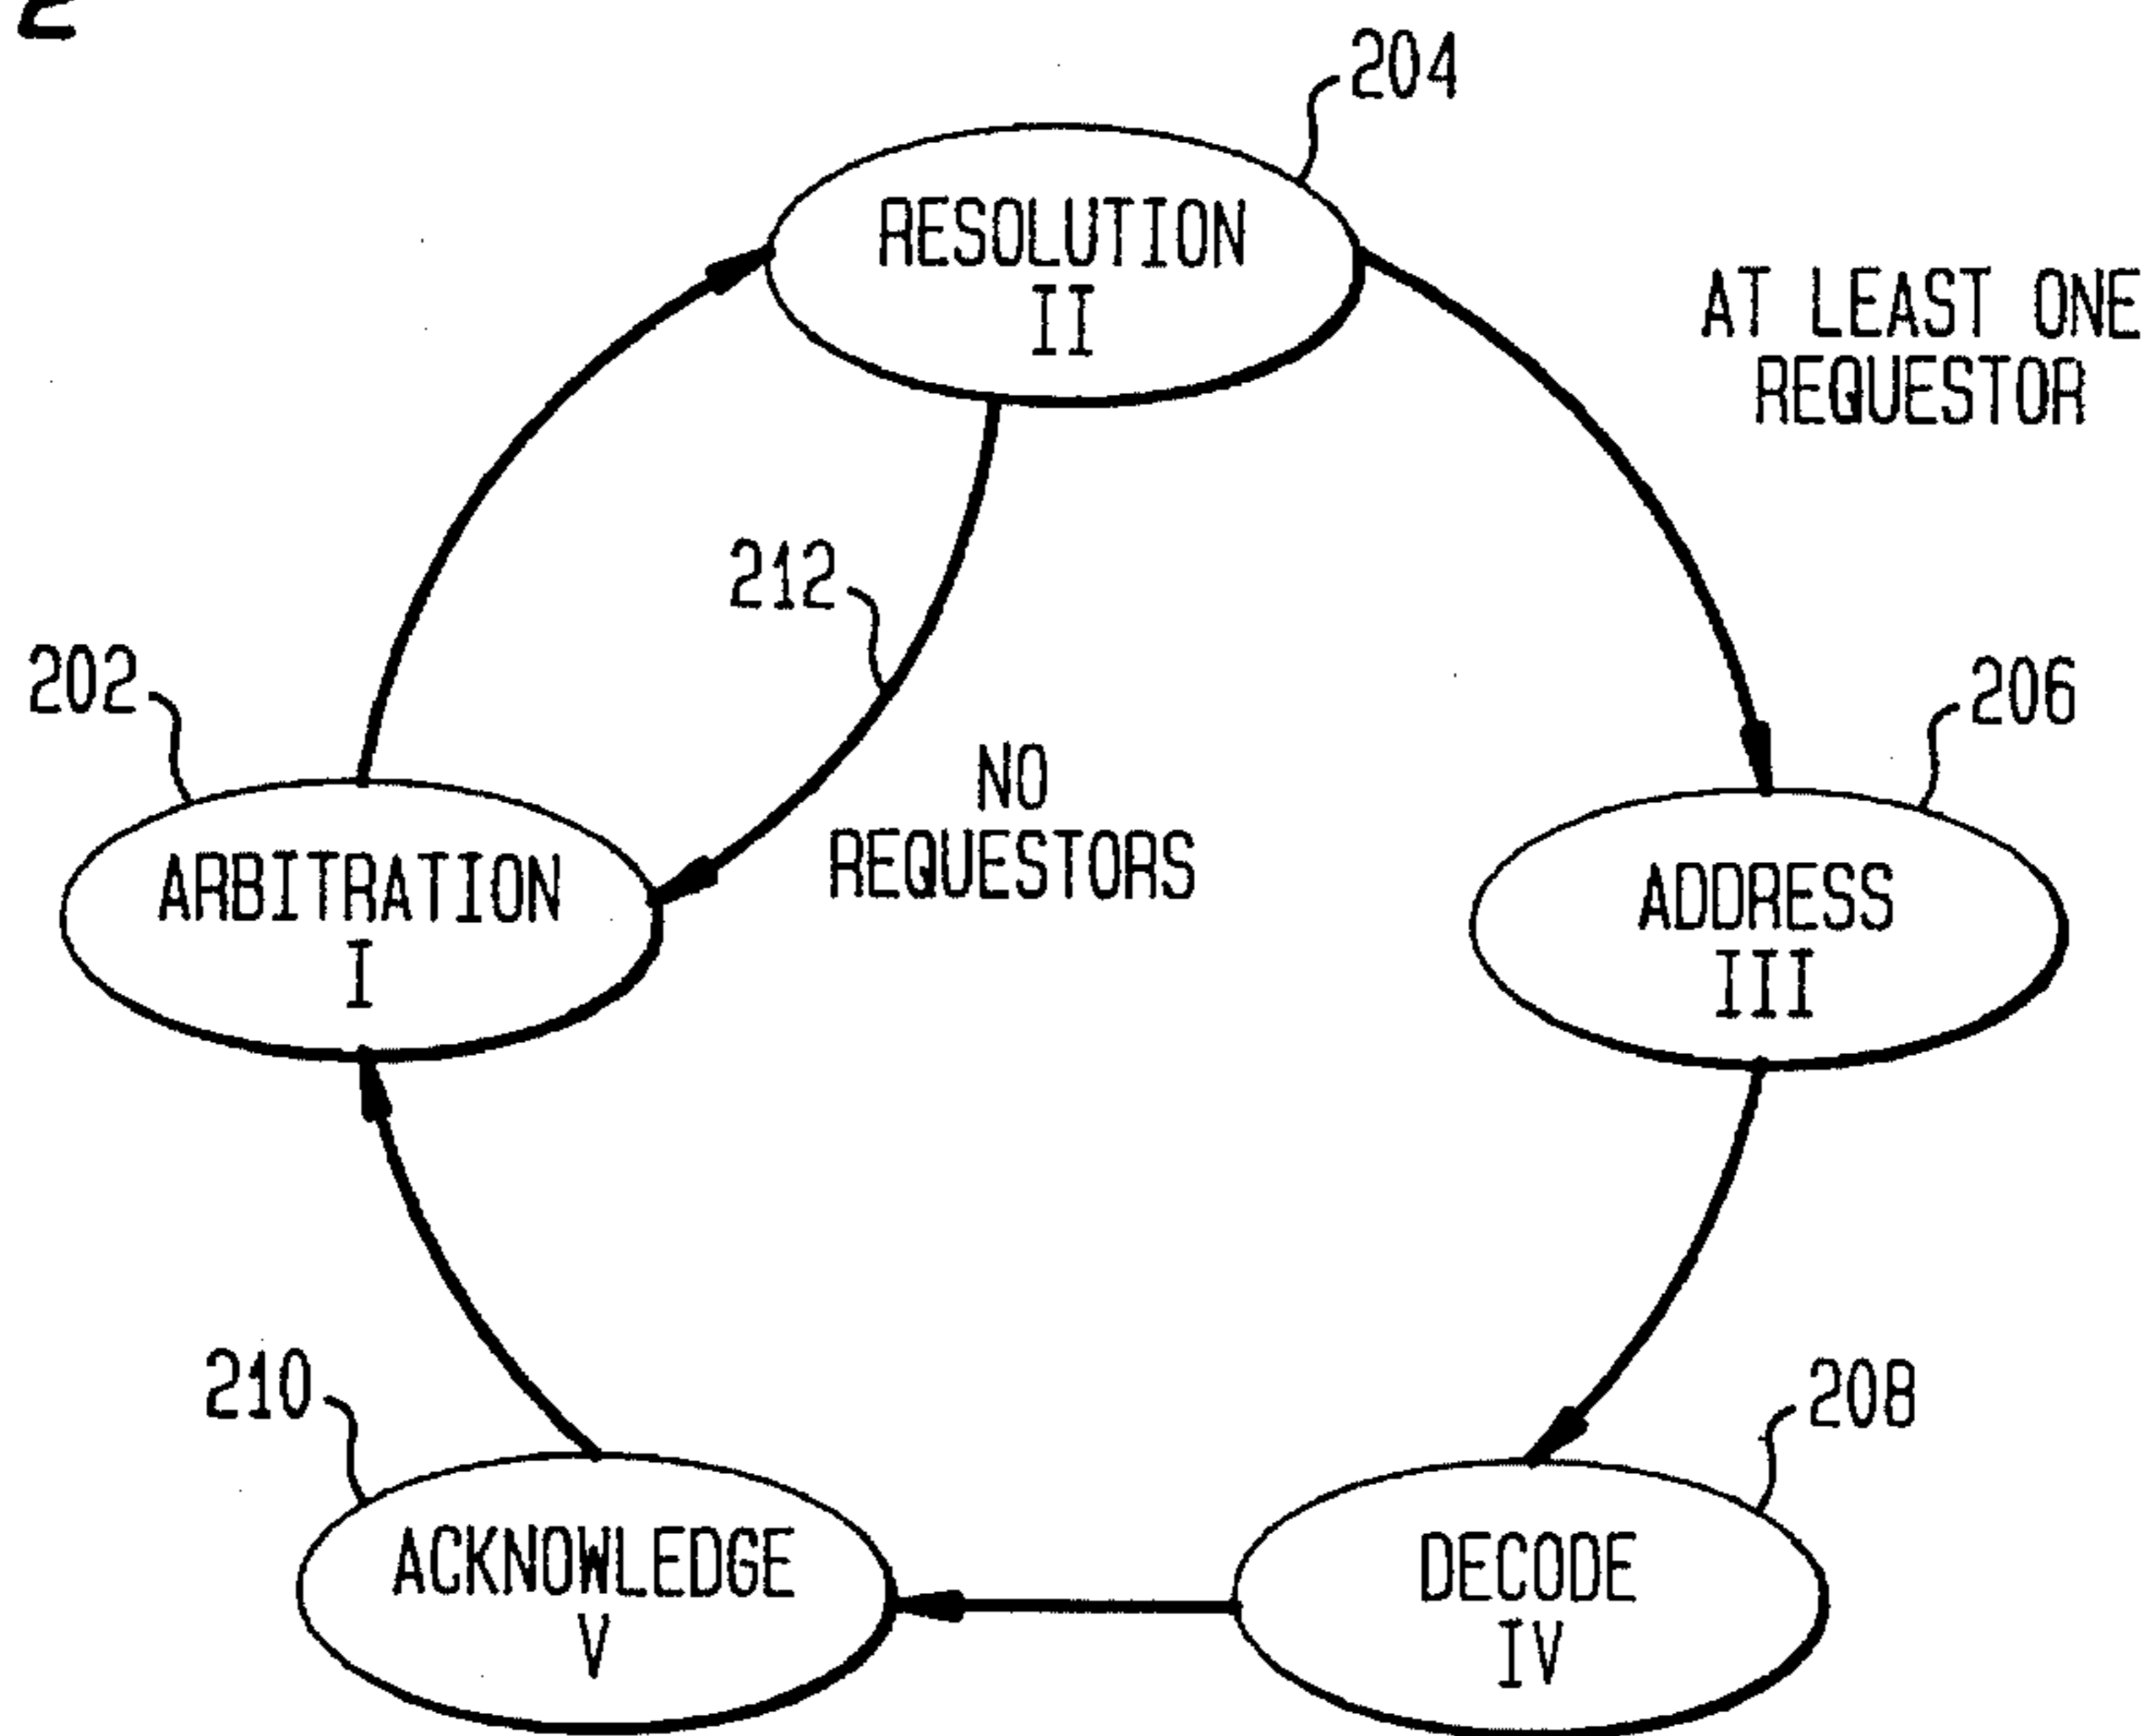 2
204
RESOLUTION
II
AT LEAST ONE
REQUESTOR
212
202
206
NO
REQUESTORS
ARBITRATION
I
ADDRESS
III
210
208
ACKNOWLEDGE
V
DECODE
IV